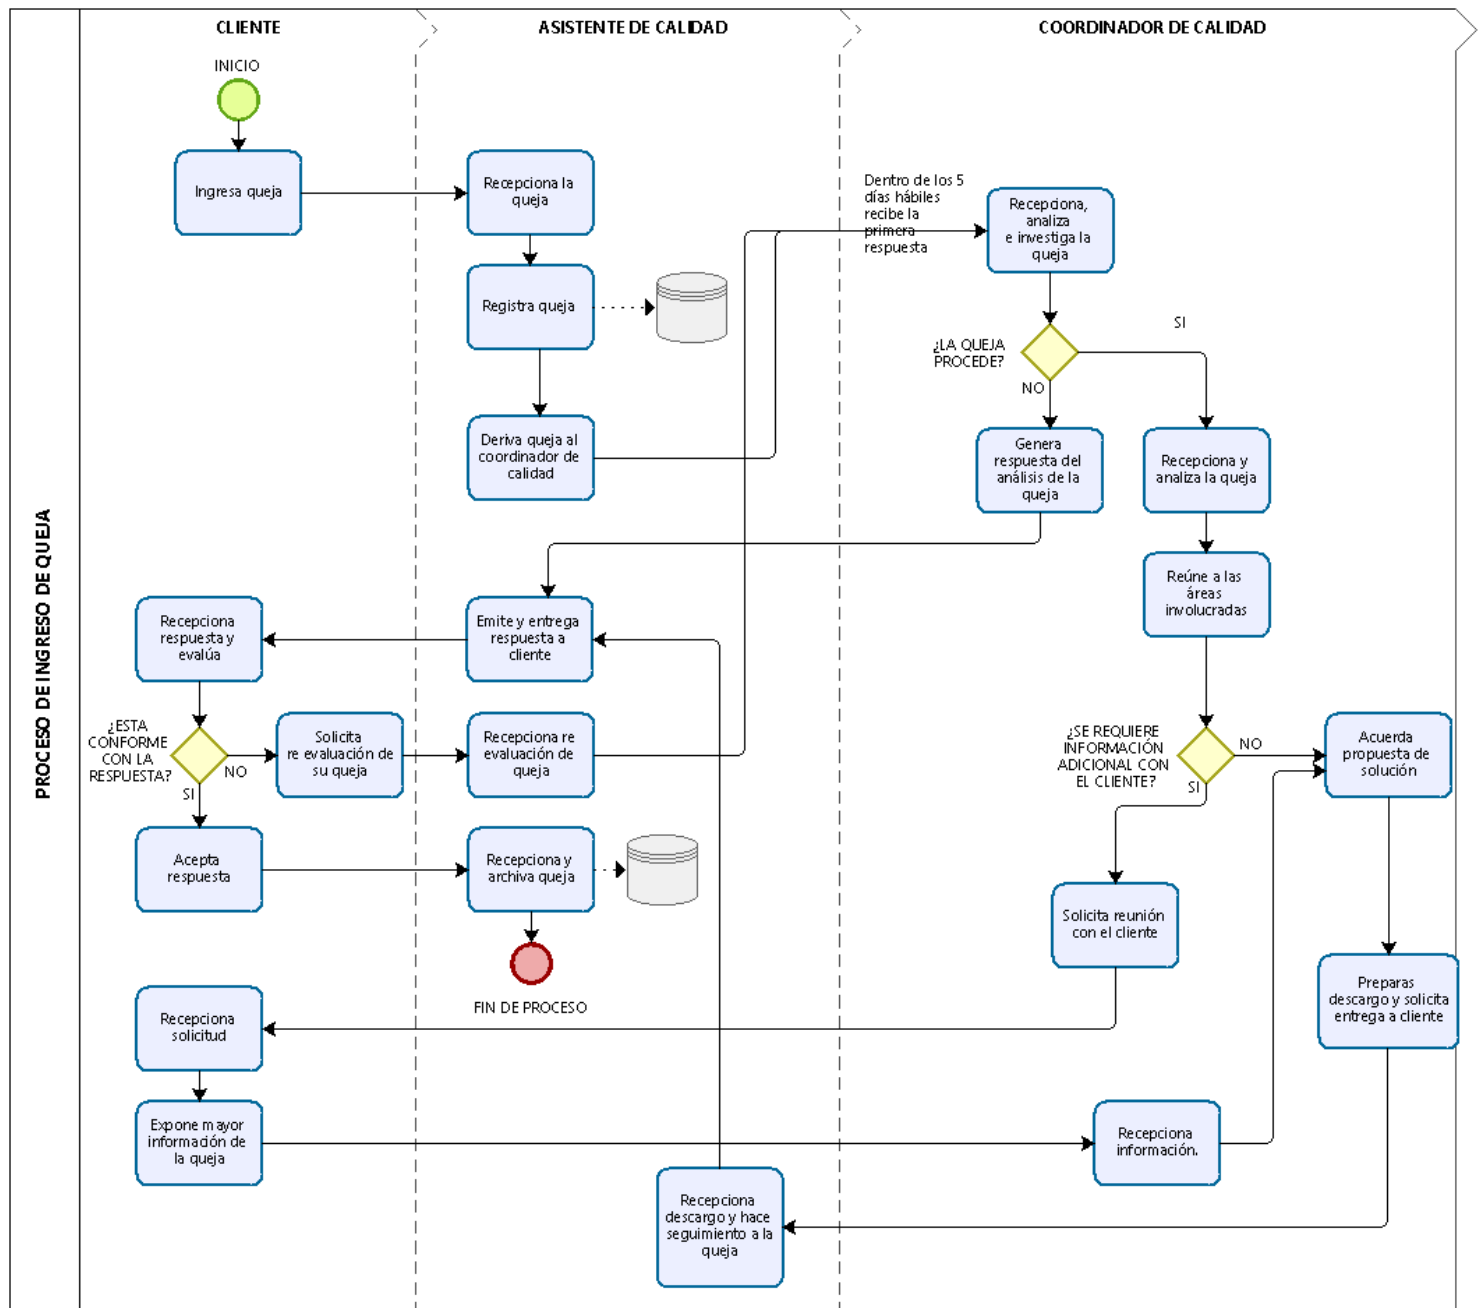 PROCESO DE INGRESO DE QUEJA
CLIENTE
ASISTENTE DE CALIDAD
COORDINADOR DE CALIDAD
INICIO
Ingresa queja
Recepciona la
queja
Dentro de los 5
días hábiles
recibe la
primera
respuesta
Recepciona,
analiza
e investiga la
queja
Registra queja
¿LA QUEJA
PROCEDE?
SI
NO
Deriva queja al
coordinador de
calidad
Genera
respuesta del
análisis de la
queja
Recepciona y
analiza la queja
Reúne a las
áreas
involucradas
Recepciona
respuesta y
evalúa
Emite y entrega
respuesta a
cliente
¿ESTA
CONFORME
CON LA
RESPUESTA?
NO
SI
Solicita
re evaluación de
su queja
Recepciona re
evaluación de
queja
¿SE REQUIERE
INFORMACIÓN
ADICIONAL CON
EL CLIENTE?
NO
SI
Acuerda
propuesta de
solución
Acepta
respuesta
Recepciona y
archiva queja
Solicita reunión
con el cliente
FIN DE PROCESO
Preparas
descargo y solicita
entrega a cliente
Recepciona
solicitud
Expone mayor
información de
la queja
Recepciona
información.
Recepciona
descargo y hace
seguimiento a la
queja